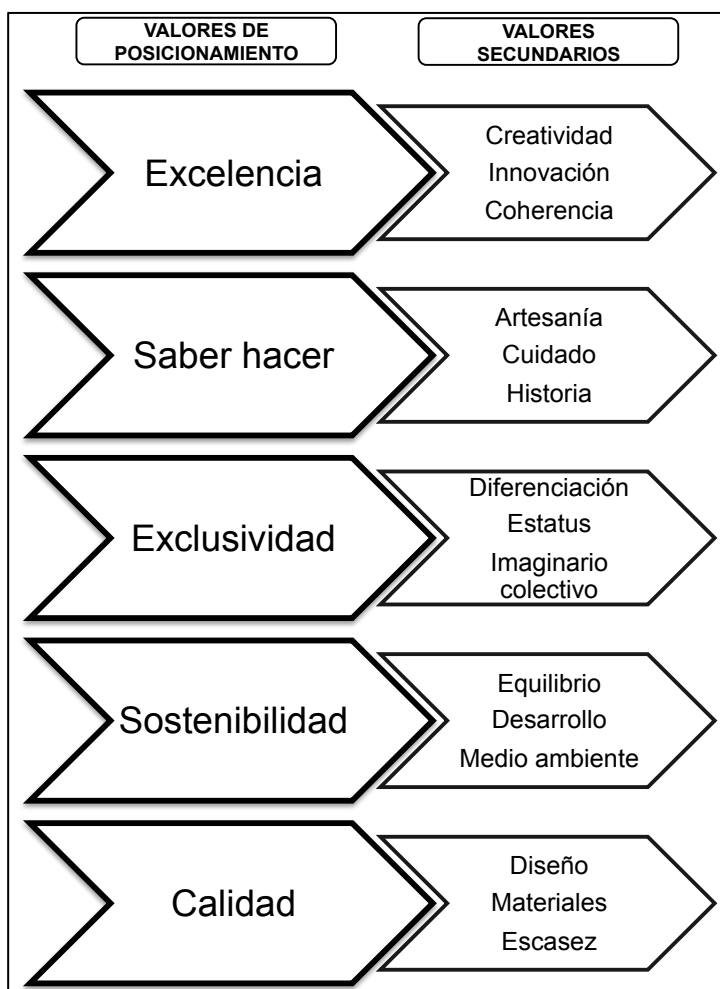 VALORES DE
POSICIONAMIENTO
VALORES
SECUNDARIOS
Excelencia
Creatividad
Innovación
Coherencia
Saber hacer
Artesanía
Cuidado
Historia
Exclusividad
Diferenciación
Estatus
Imaginario
colectivo
Sostenibilidad
Equilibrio
Desarrollo
Medio ambiente
Calidad
Diseño
Materiales
Escasez